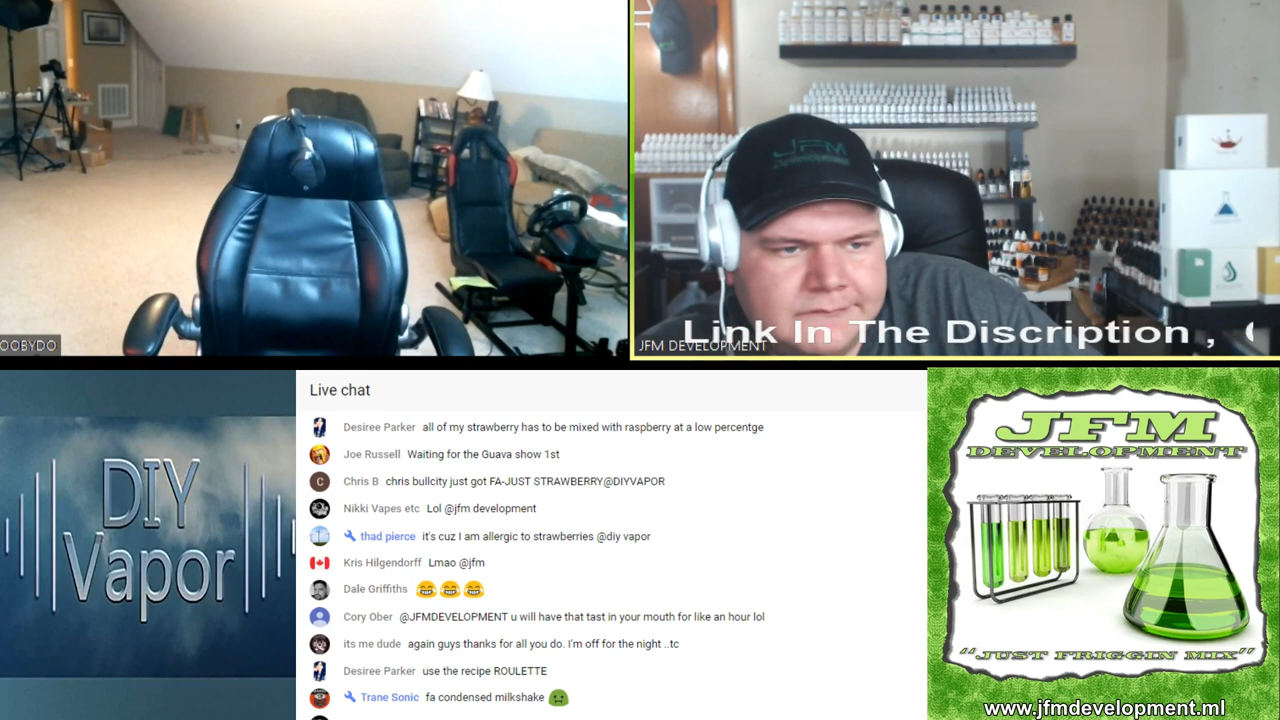 OOBYDO
JFM
Link In The Discription ,
JFM DEVELOPMENT
DIY
Vapor
Live chat
Desiree Parker all of my strawberry has to be mixed with raspberry at a low percentge
Joe Russell Waiting for the Guava show 1st
C Chris B chris bullcity just got FA-JUST STRAWBERRY@DIYVAPOR
Nikki Vapes etc Lol @jfm development
thad pierce it's cuz I am allergic to strawberries @diy vapor
Kris Hilgendorff Lmao @jfm
Dale Griffiths 😂😂😂
Cory Ober @JFMDEVELOPMENT u will have that tast in your mouth for like an hour lol
its me dude again guys thanks for all you do. I'm off for the night ..tc
Desiree Parker use the recipe ROULETTE
Trane Sonic fa condensed milkshake
JFM
DEVELOPMENT
"JUST FRIGGIN MIX"
www.jfmdevelopment.ml